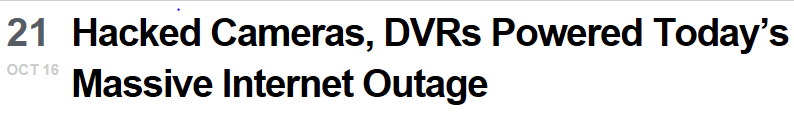 21
OCT 16
Hacked Cameras, DVRs Powered Today’s
Massive Internet Outage